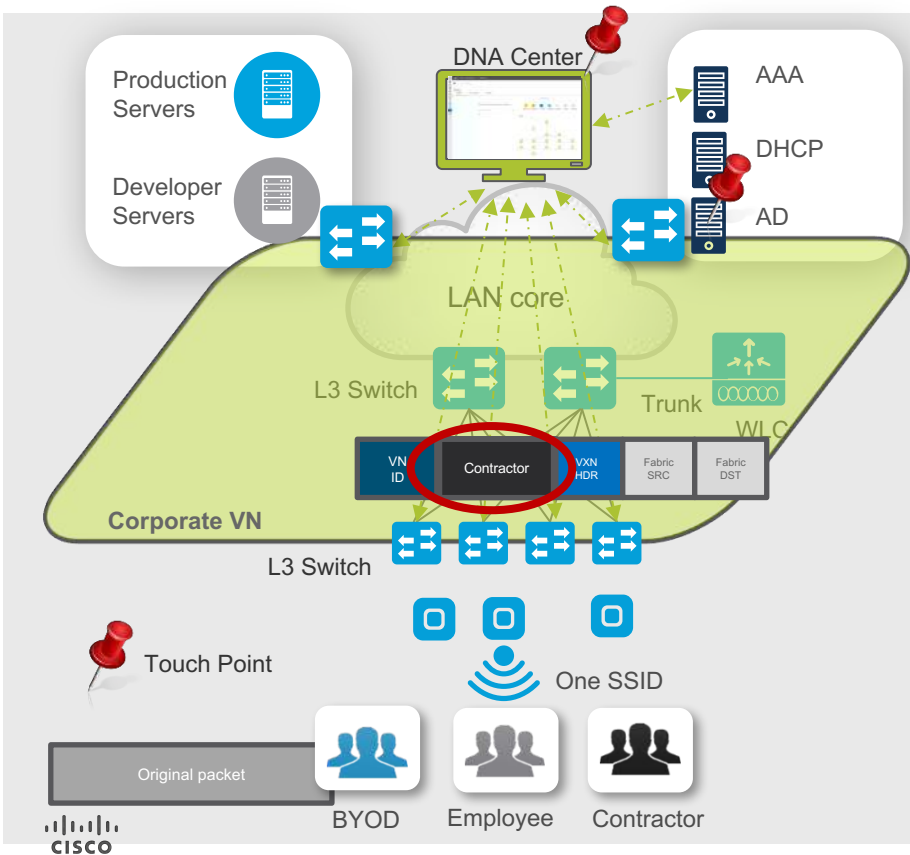 DNA Center
Production
Servers
Developer
Servers
AAA
DHCP
AD
LAN core
L3 Switch
Trunk
WLC
VN
ID
Contractor
VXN
HDR
Fabric
SRC
Fabric
DST
Corporate VN
L3 Switch
Touch Point
One SSID
Original packet
BYOD
Employee
Contractor
CISCO